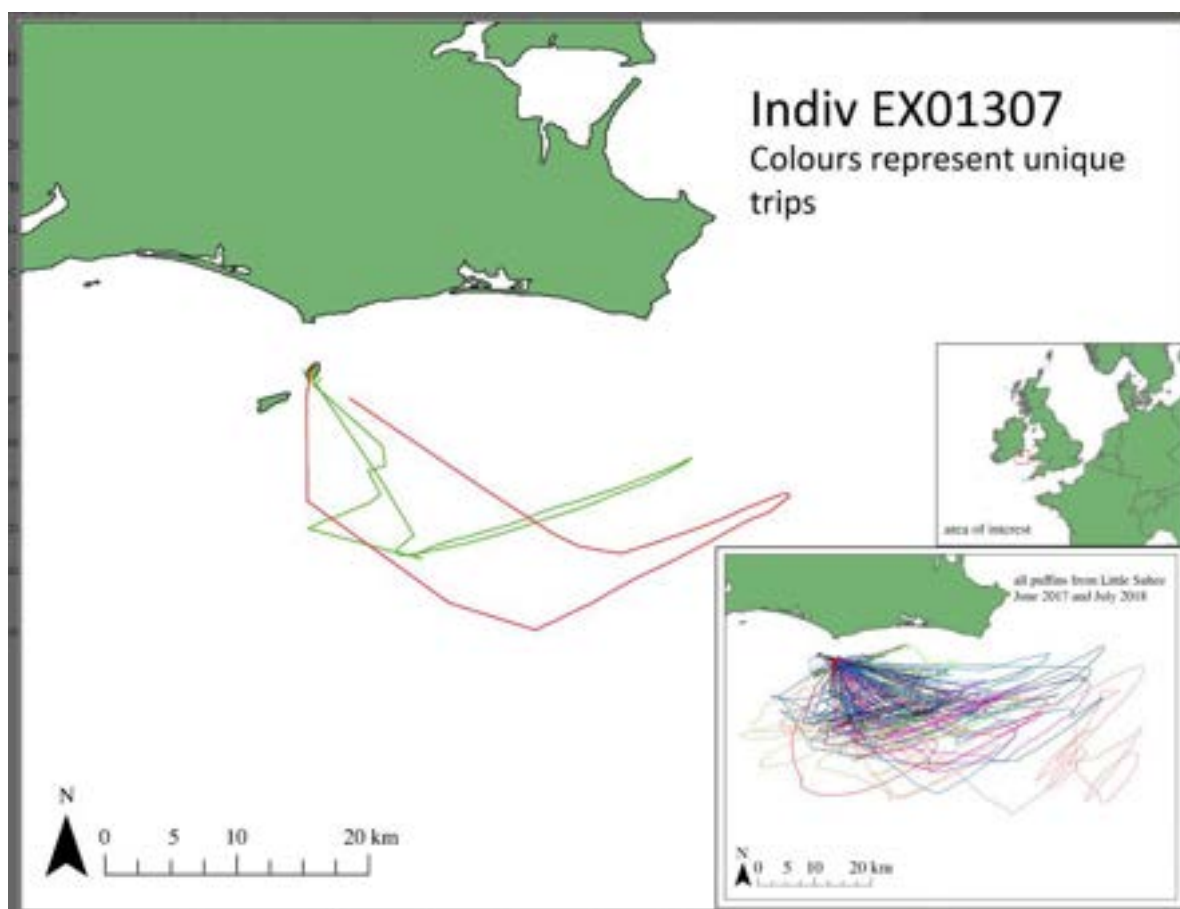 Indiv EX01307
Colours represent unique
trips
area of interest
all puffins from Little Saltee
June 2017 and July 2018
N
0 5 10 20 km
N
0 5 10 20 km